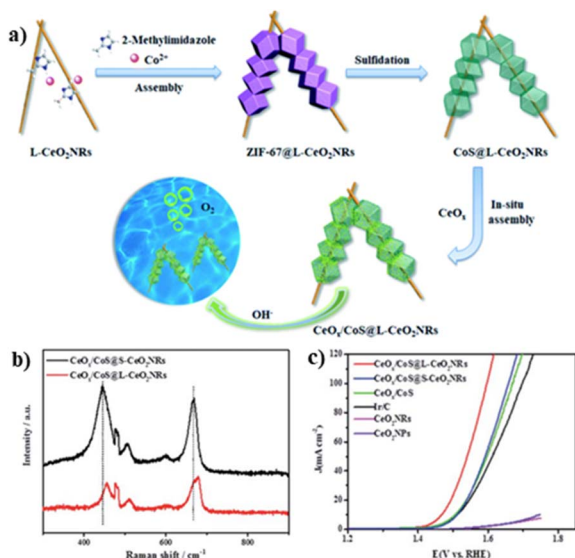 a)
2-Methylimidazole
Co²⁺
Assembly
Sulfidation
L-CeO₂NRs
ZIF-67@L-CeO₂NRs
CoS@L-CeO₂NRs
O₂
CeOₓ
In-situ
assembly
OH⁻
CeOₓ/CoS@L-CeO₂NRs
b)
CeOₓ/CoS@S-CeO₂NRs
CeOₓ/CoS@L-CeO₂NRs
Intensity / a.u.
400 600 800
Raman shift / cm⁻¹
c)
120
100
80
60
40
20
0
CeOₓ/CoS@L-CeO₂NRs
CeOₓ/CoS@S-CeO₂NRs
CeOₓ/CoS
Ir/C
CeO₂NRs
CeO₂NPs
J(mA cm⁻²)
1.2 1.4 1.6 1.8
E (V vs. RHE)